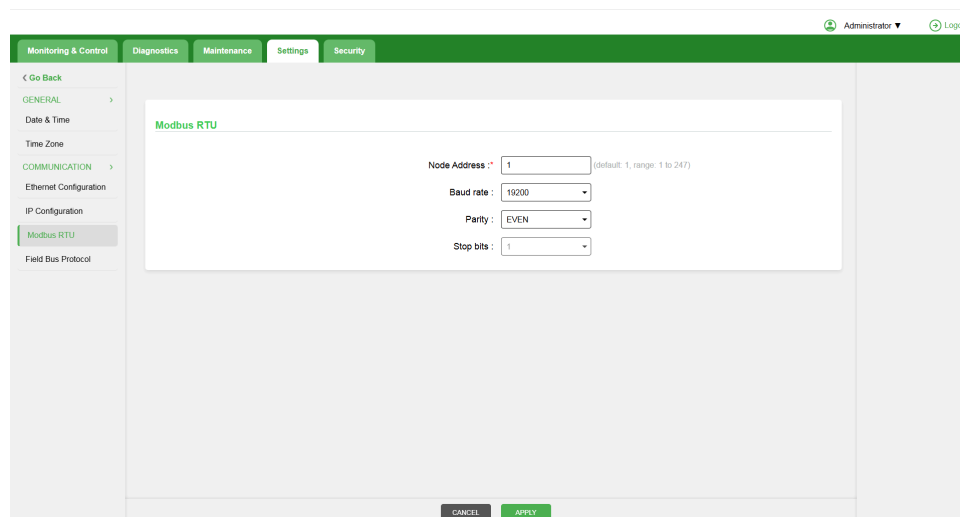 Administrator ▼
Monitoring & Control
Diagnostics
Maintenance
Settings
Security
Go Back
GENERAL
Date & Time
Time Zone
COMMUNICATION
Ethernet Configuration
IP Configuration
Modbus RTU
Field Bus Protocol
Modbus RTU
Node Address :* 1 (default: 1, range: 1 to 247)
Baud rate : 19200
Parity : EVEN
Stop bits : 1
CANCEL
APPLY